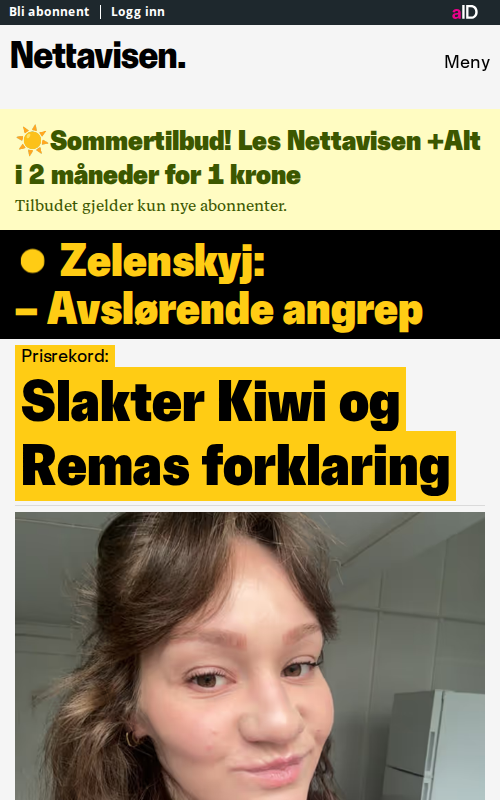 Bli abonnent
Logg inn
aID
Nettavisen.
Meny
Sommertilbud! Les Nettavisen +Alt
i 2 måneder for 1 krone
Tilbudet gjelder kun nye abonnenter.
Zelenskyj:
– Avslørende angrep
Prisrekord:
Slakter Kiwi og
Remas forklaring